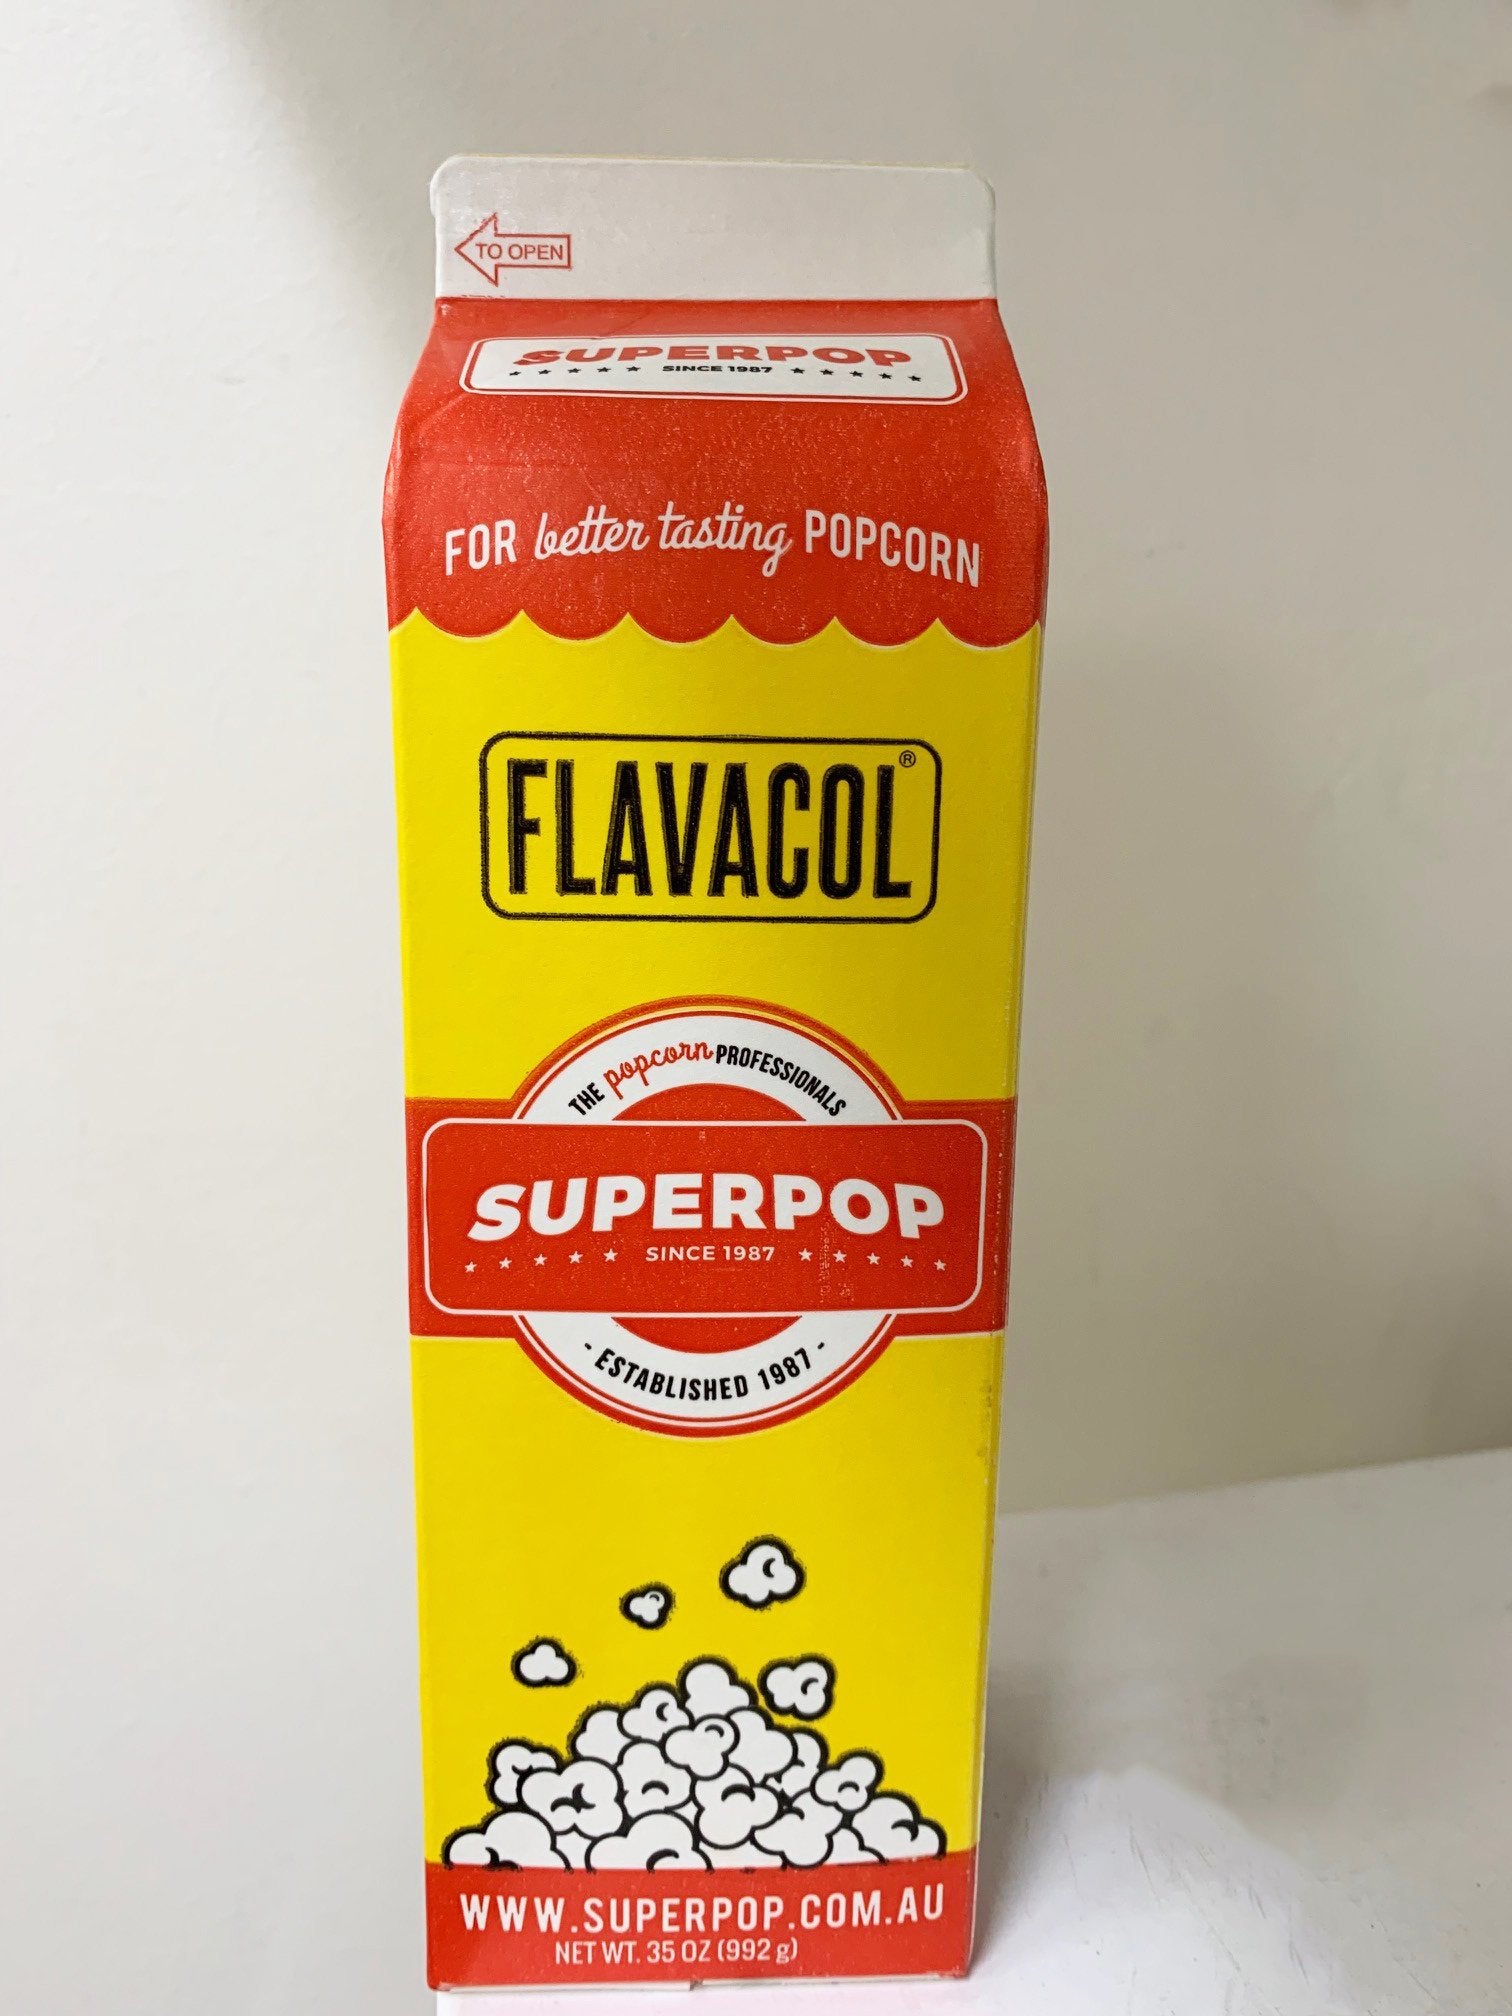 TO OPEN
SUPERPOP
SINCE 1987
FOR better tasting POPCORN
FLAVACOL®
THE popcorn PROFESSIONALS
SUPERPOP
SINCE 1987
- ESTABLISHED 1987 -
WWW.SUPERPOP.COM.AU
NET WT. 35 OZ (992 g)